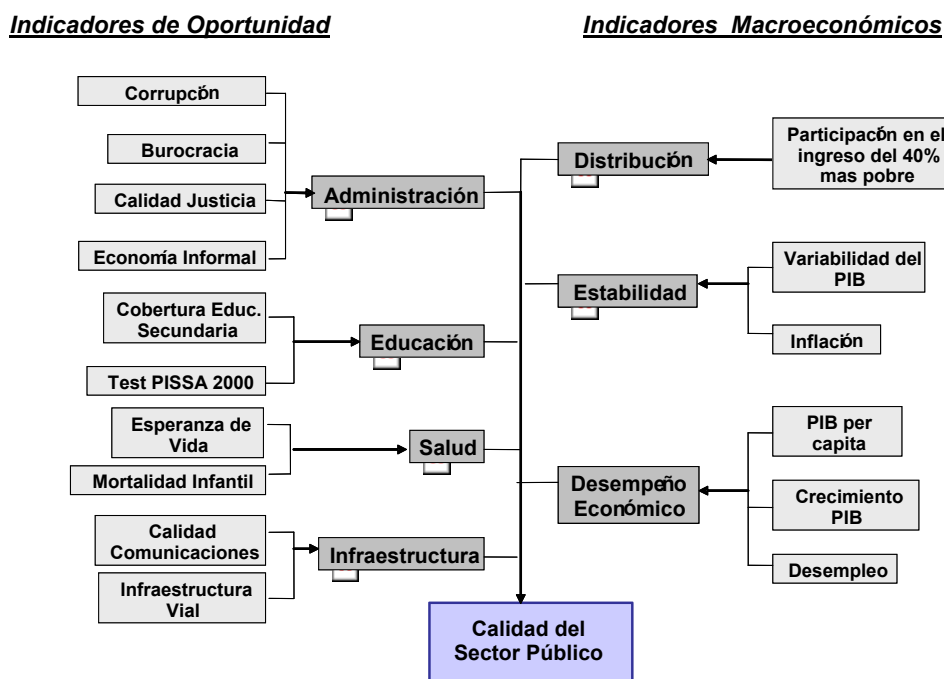 Indicadores de Oportunidad
Indicadores Macroeconómicos
Corrupción
Burocracia
Calidad Justicia
Economía Informal
Administración
Cobertura Educ.
Secundaria
Test PISSA 2000
Educación
Esperanza de
Vida
Mortalidad Infantil
Salud
Calidad
Comunicaciones
Infraestructura
Vial
Infraestructura
Distribución
Participación en el
ingreso del 40%
mas pobre
Estabilidad
Variabilidad del
PIB
Inflación
Desempeño
Económico
PIB per
capita
Crecimiento
PIB
Desempleo
Calidad del
Sector Público